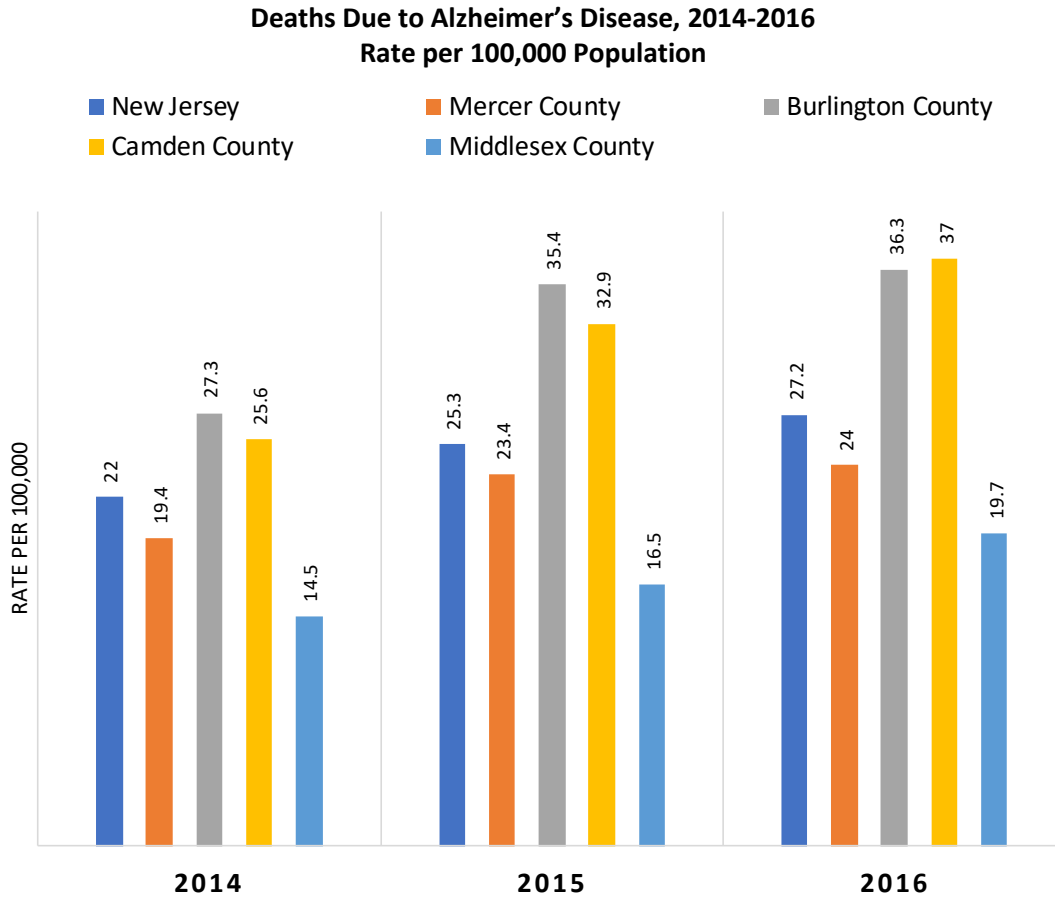 Deaths Due to Alzheimer’s Disease, 2014-2016
Rate per 100,000 Population
New Jersey
Mercer County
Burlington County
Camden County
Middlesex County
RATE PER 100,000
22
19.4
27.3
25.6
14.5
25.3
23.4
35.4
32.9
16.5
27.2
24
36.3
37
19.7
2014
2015
2016